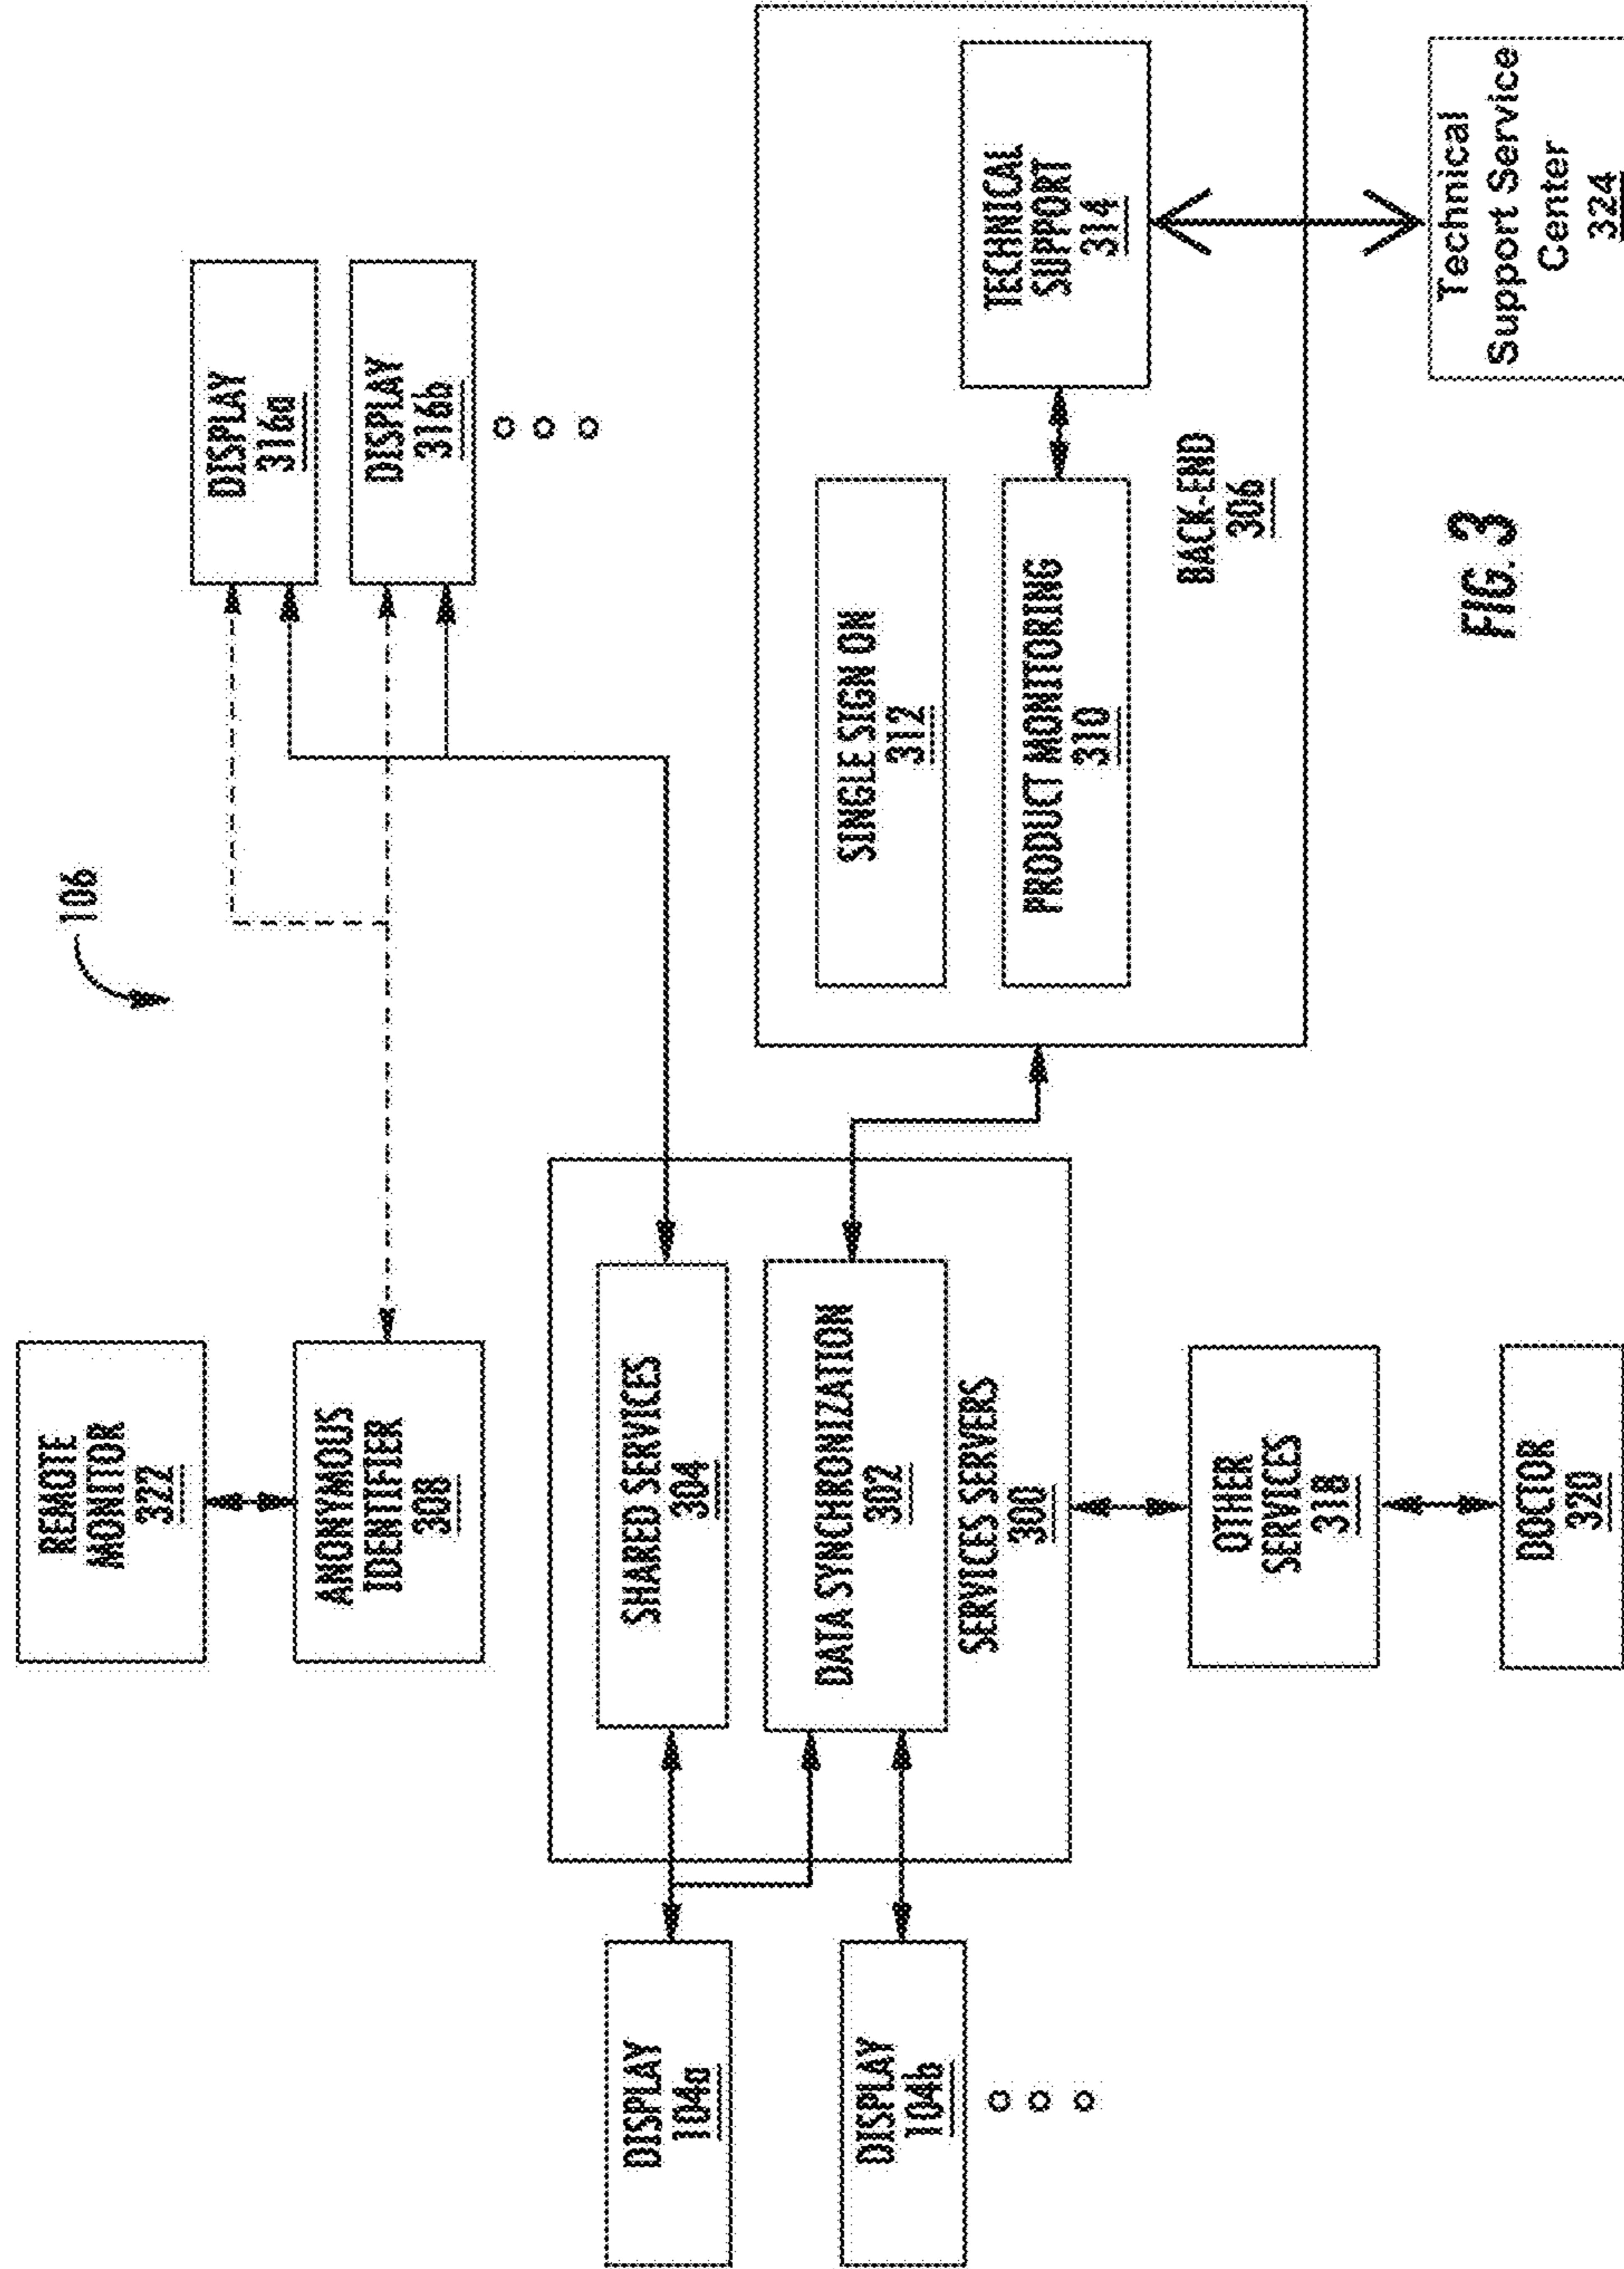 106
REMOTE
MONITOR
322
ANONYMOUS
IDENTIFIER
308
DISPLAY
316a
DISPLAY
316b
DISPLAY
104a
DISPLAY
104b
SHARED SERVICES
304
DATA SYNCHRONIZATION
302
SERVICES SERVERS
300
SINGLE SIGN ON
312
PRODUCT MONITORING
310
TECHNICAL
SUPPORT
314
BACK-END
306
OTHER
SERVICES
318
DOCTOR
320
Technical
Support Service
Center
324
FIG. 3